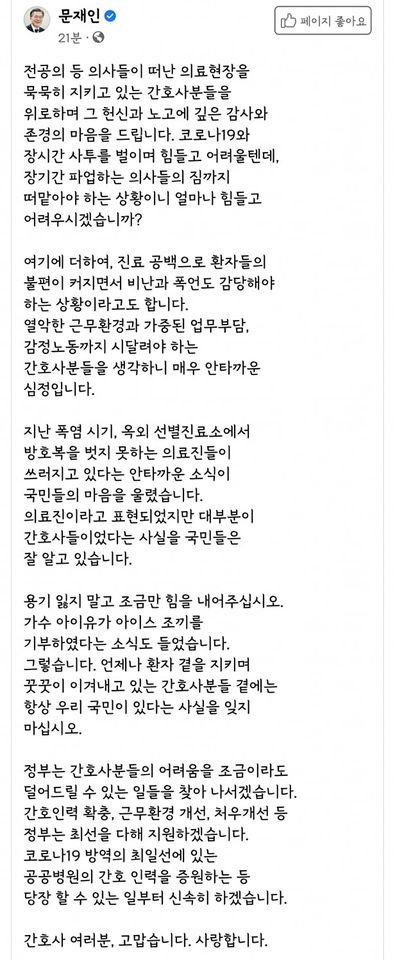 문재인
페이지 좋아요
21분
전공의 등 의사들이 떠난 의료현장을
묵묵히 지키고 있는 간호사분들을
위로하며 그 헌신과 노고에 깊은 감사와
존경의 마음을 드립니다. 코로나19와
장시간 사투를 벌이며 힘들고 어려울텐데,
장기간 파업하는 의사들의 짐까지
떠맡아야 하는 상황이니 얼마나 힘들고
어려우시겠습니까?
여기에 더하여, 진료 공백으로 환자들의
불편이 커지면서 비난과 폭언도 감당해야
하는 상황이라고도 합니다.
열악한 근무환경과 가중된 업무부담,
감정노동까지 시달려야 하는
간호사분들을 생각하니 매우 안타까운
심정입니다.
지난 폭염 시기, 옥외 선별진료소에서
방호복을 벗지 못하는 의료진들이
쓰러지고 있다는 안타까운 소식이
국민들의 마음을 울렸습니다.
의료진이라고 표현되었지만 대부분이
간호사들이었다는 사실을 국민들은
잘 알고 있습니다.
용기 잃지 말고 조금만 힘을 내어주십시오.
가수 아이유가 아이스 조끼를
기부하였다는 소식도 들었습니다.
그렇습니다. 언제나 환자 곁을 지키며
꿋꿋이 이겨내고 있는 간호사분들 곁에는
항상 우리 국민이 있다는 사실을 잊지
마십시오.
정부는 간호사분들의 어려움을 조금이라도
덜어드릴 수 있는 일들을 찾아 나서겠습니다.
간호인력 확충, 근무환경 개선, 처우개선 등
정부는 최선을 다해 지원하겠습니다.
코로나19 방역의 최일선에 있는
공공병원의 간호 인력을 증원하는 등
당장 할 수 있는 일부터 신속히 하겠습니다.
간호사 여러분, 고맙습니다. 사랑합니다.